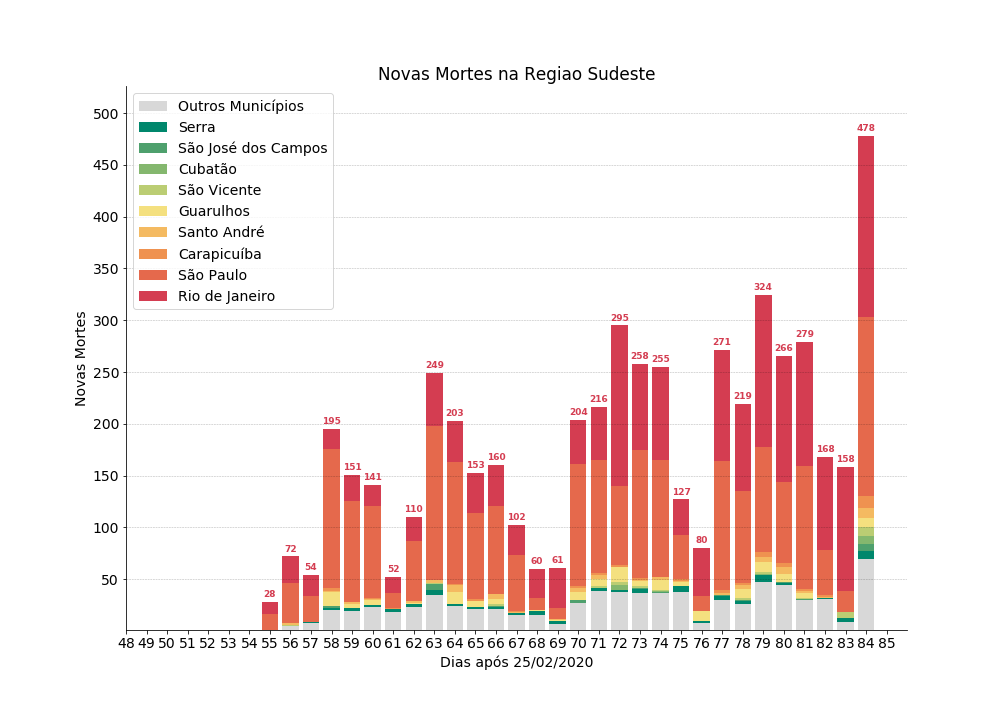 Novas Mortes na Regiao Sudeste
Outros Municípios
Serra
São José dos Campos
Cubatão
São Vicente
Guarulhos
Santo André
Carapicuíba
São Paulo
Rio de Janeiro
Novas Mortes
500
450
400
350
300
250
200
150
100
50
28
72
54
195
151
141
52
110
249
203
153
160
102
60
61
204
216
295
258
255
127
80
271
219
324
266
279
168
158
478
48 49 50 51 52 53 54 55 56 57 58 59 60 61 62 63 64 65 66 67 68 69 70 71 72 73 74 75 76 77 78 79 80 81 82 83 84 85
Dias após 25/02/2020